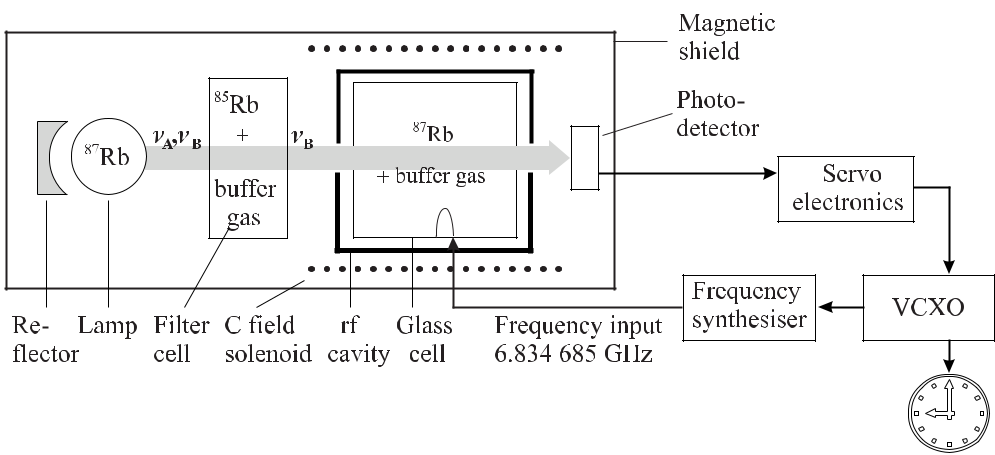 Magnetic
shield
Photo-
detector
⁸⁷Rb
νA,νB
⁸⁵Rb
+
buffer
gas
νB
⁸⁷Rb
+ buffer gas
Servo
electronics
Frequency
synthesiser
VCXO
Re-
flector
Lamp
Filter
cell
C field
solenoid
rf
cavity
Glass
cell
Frequency input
6.834 685 GHz